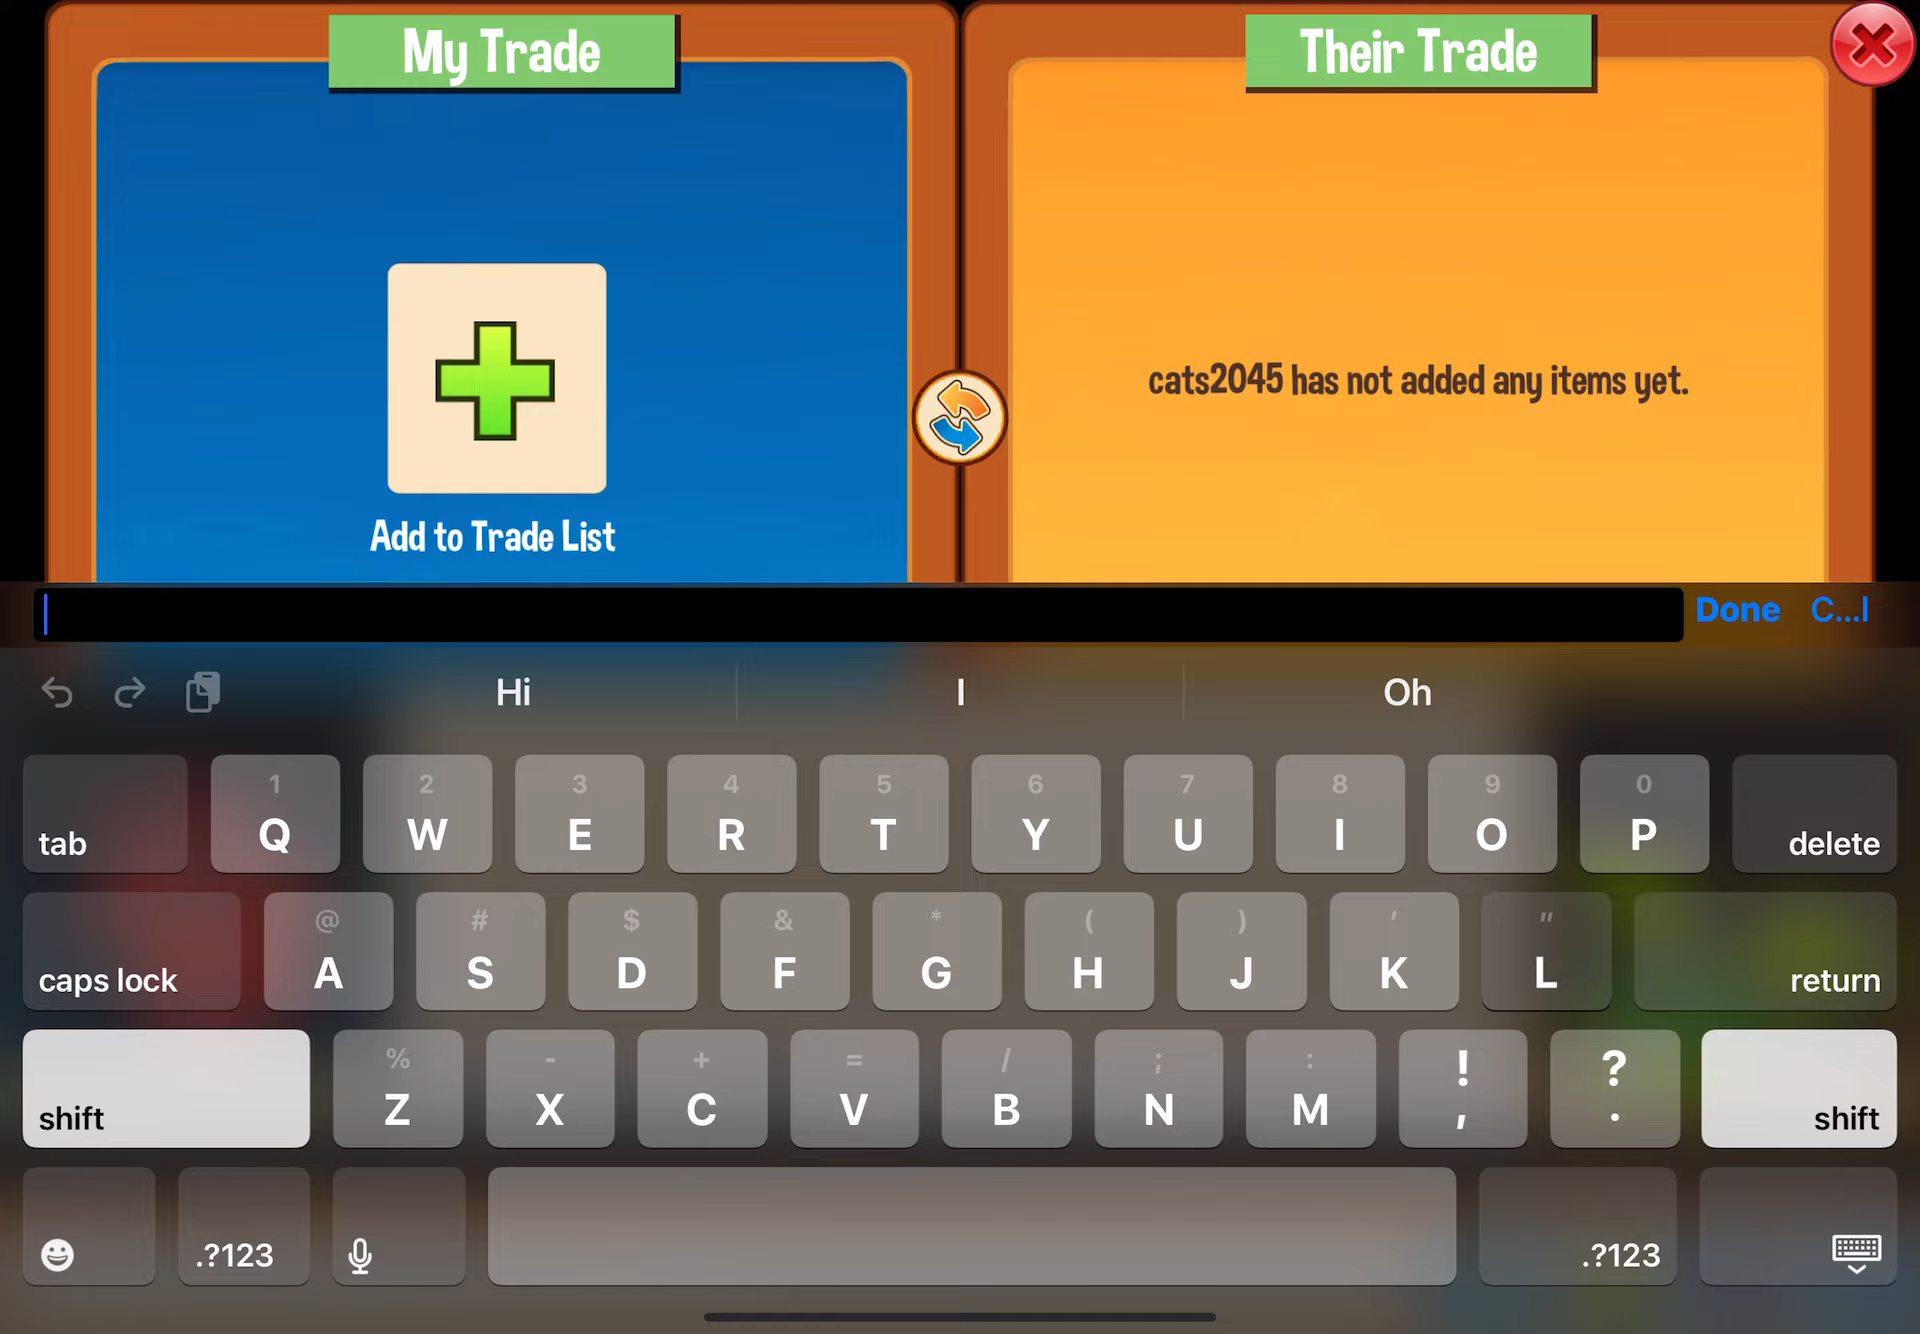 My Trade
Their Trade
cats2045 has not added any items yet.
Add to Trade List
Done C...l
Hi I Oh
tab 1 Q 2 W 3 E 4 R 5 T 6 Y 7 U 8 I 9 O 0 P delete
caps lock @ A # S $ D & F * G ( H ) J ' K " L return
shift % Z - X + C = V / B ; N : M ! , ? . shift
.?123 .?123